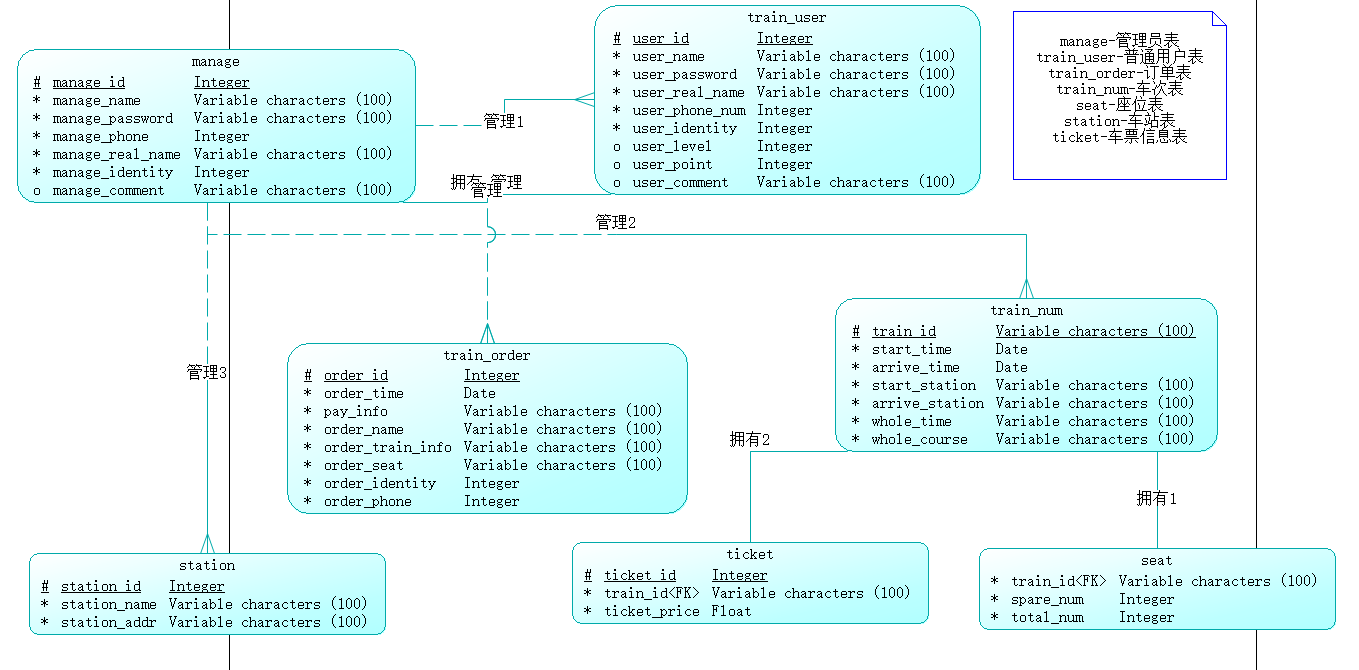 train_user
# user_id Integer
* user_name Variable characters (100)
* user_password Variable characters (100)
* user_real_name Variable characters (100)
* user_phone_num Integer
* user_identity Integer
o user_level Integer
o user_point Integer
o user_comment Variable characters (100)
manage-管理员表
train_user-普通用户表
train_order-订单表
train_num-车次表
seat-座位表
station-车站表
ticket-车票信息表
manage
# manage_id Integer
* manage_name Variable characters (100)
* manage_password Variable characters (100)
* manage_phone Integer
* manage_real_name Variable characters (100)
* manage_identity Integer
o manage_comment Variable characters (100)
管理1
拥有 管理
管理
管理2
管理3
train_num
# train_id Variable characters (100)
* start_time Date
* arrive_time Date
* start_station Variable characters (100)
* arrive_station Variable characters (100)
* whole_time Variable characters (100)
* whole_course Variable characters (100)
train_order
# order_id Integer
* order_time Date
* pay_info Variable characters (100)
* order_name Variable characters (100)
* order_train_info Variable characters (100)
* order_seat Variable characters (100)
* order_identity Integer
* order_phone Integer
拥有2
拥有1
station
# station_id Integer
* station_name Variable characters (100)
* station_addr Variable characters (100)
ticket
# ticket_id Integer
* train_id<FK> Variable characters (100)
* ticket_price Float
seat
* train_id<FK> Variable characters (100)
* spare_num Integer
* total_num Integer